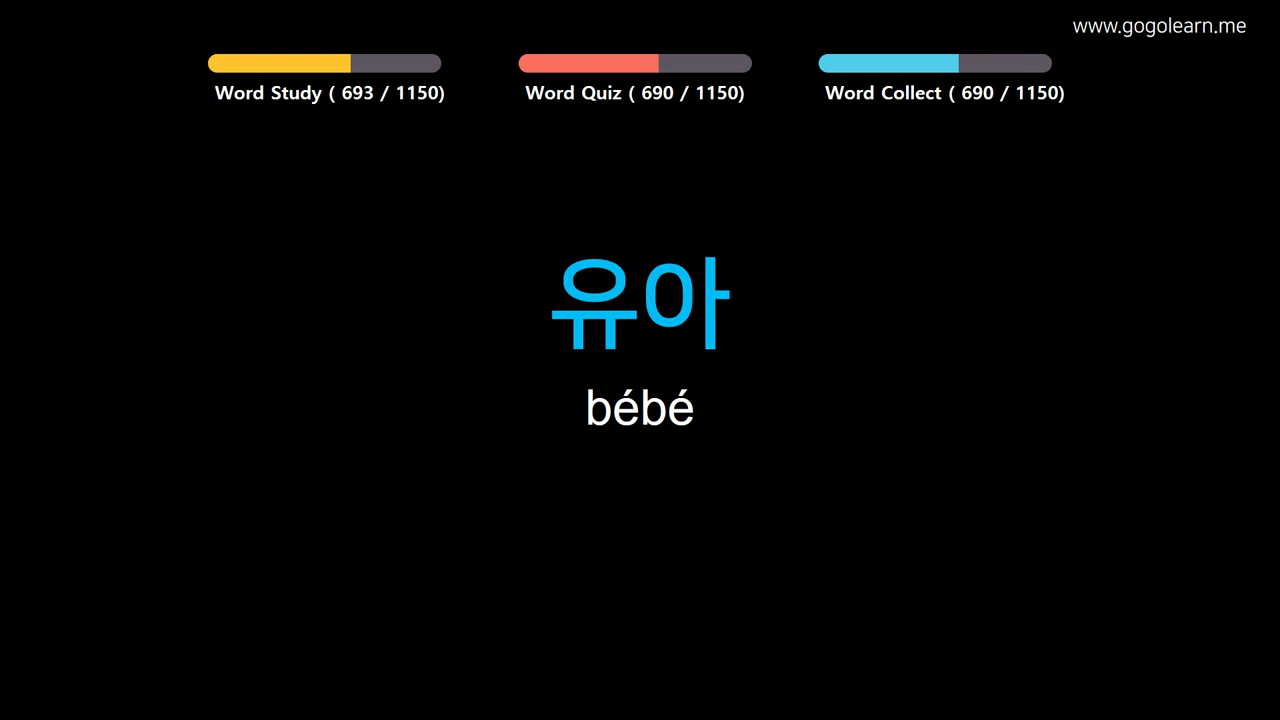 www.gogolearn.me
Word Study ( 693 / 1150)
Word Quiz ( 690 / 1150)
Word Collect ( 690 / 1150)
유아
bébé